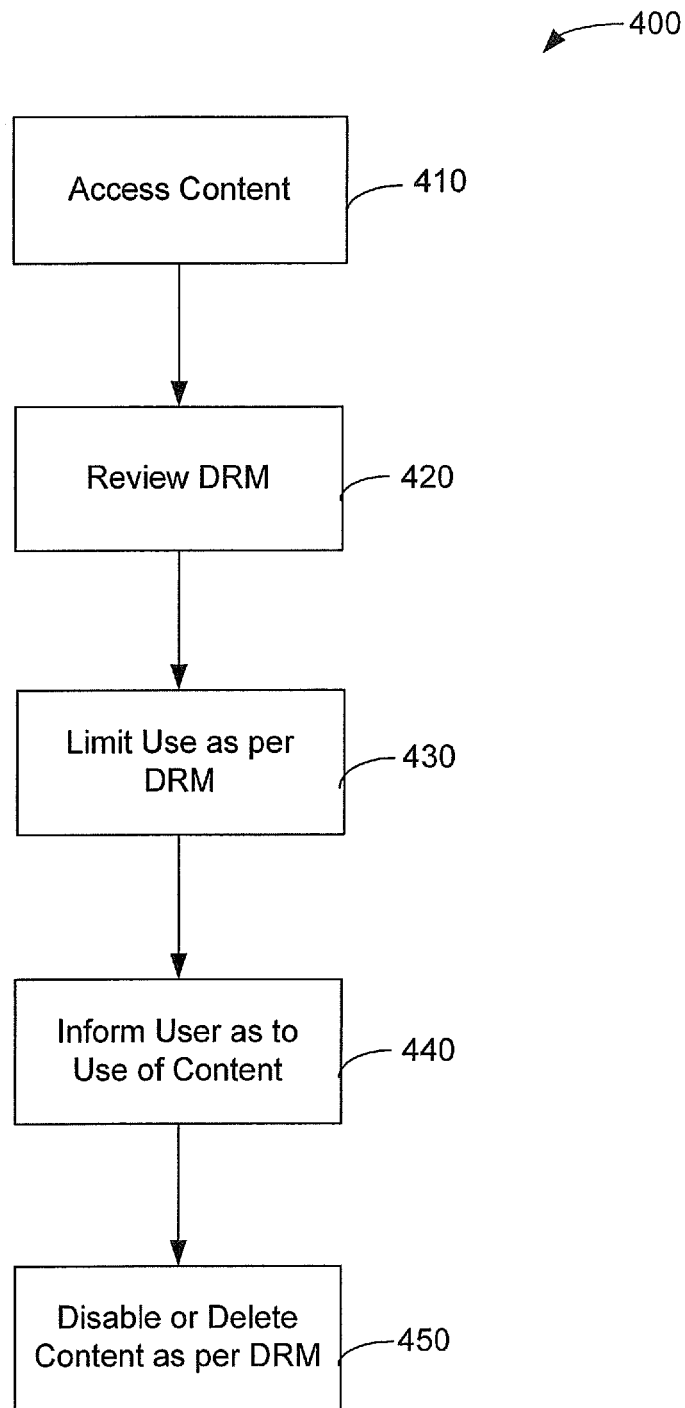 400
Access Content
410
Review DRM
420
Limit Use as per
DRM
430
Inform User as to
Use of Content
440
Disable or Delete
Content as per DRM
450